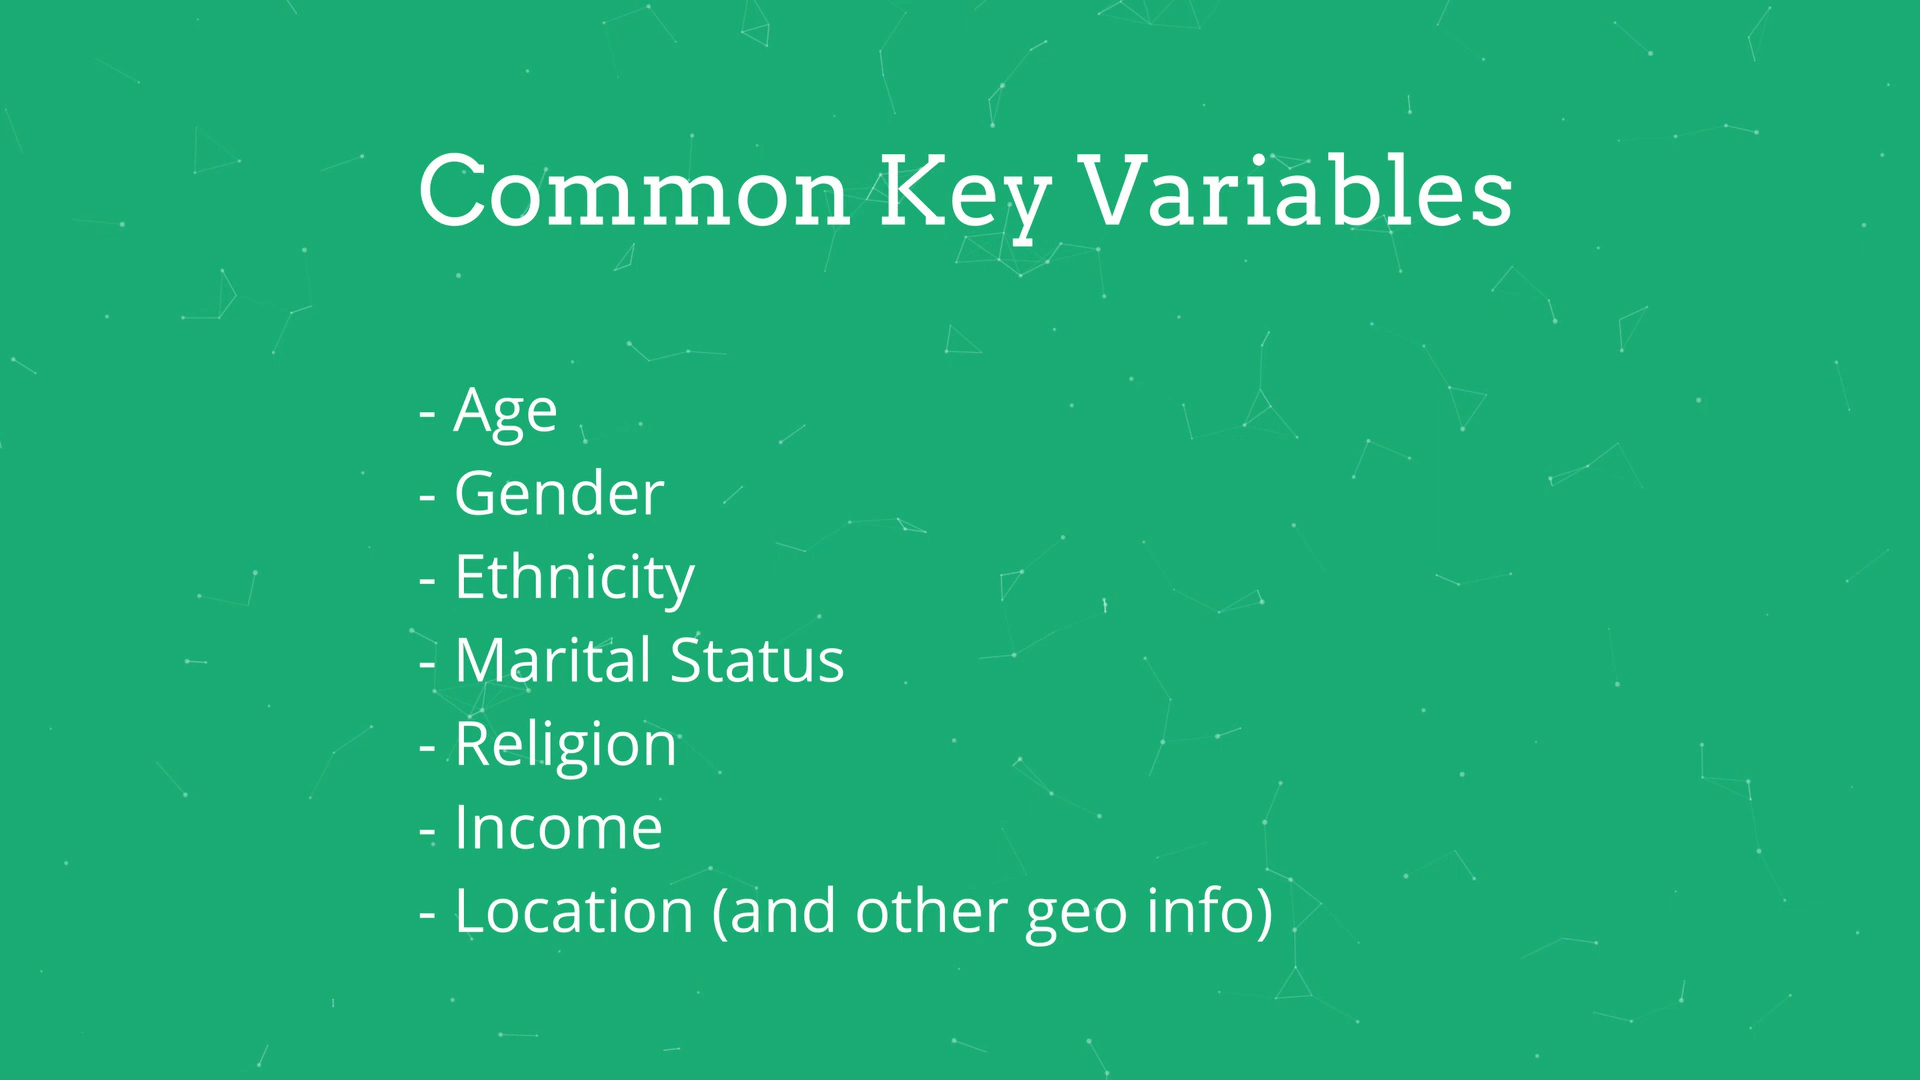 Common Key Variables
- Age
- Gender
- Ethnicity
- Marital Status
- Religion
- Income
- Location (and other geo info)